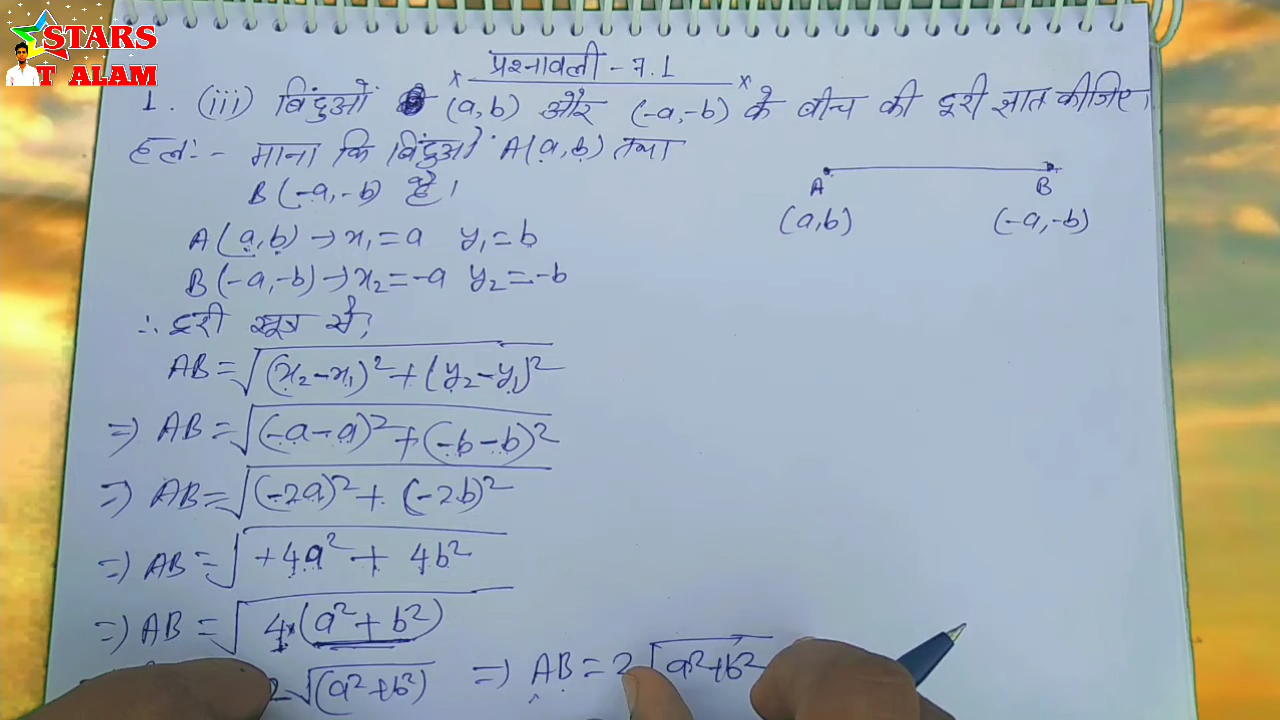 STARS
T ALAM
प्रश्नावली - 7.1
1. (iii) बिंदुओं (a,b) और (-a,-b) के बीच की दूरी ज्ञात कीजिए।
हल:- माना कि बिंदुओं A(a,b) तथा
B(-a,-b) है।
A B
(a,b) (-a,-b)
A(a,b) → x₁=a y₁=b
B(-a,-b) → x₂=-a y₂=-b
∴ दूरी सूत्र से,
AB=√(x₂-x₁)²+(y₂-y₁)²
⇒ AB=√(-a-a)²+(-b-b)²
⇒ AB=√(-2a)²+(-2b)²
⇒ AB=√+4a²+4b²
⇒ AB=√4×(a²+b²)
2√(a²+b²) ⇒ AB=2√a²+b²